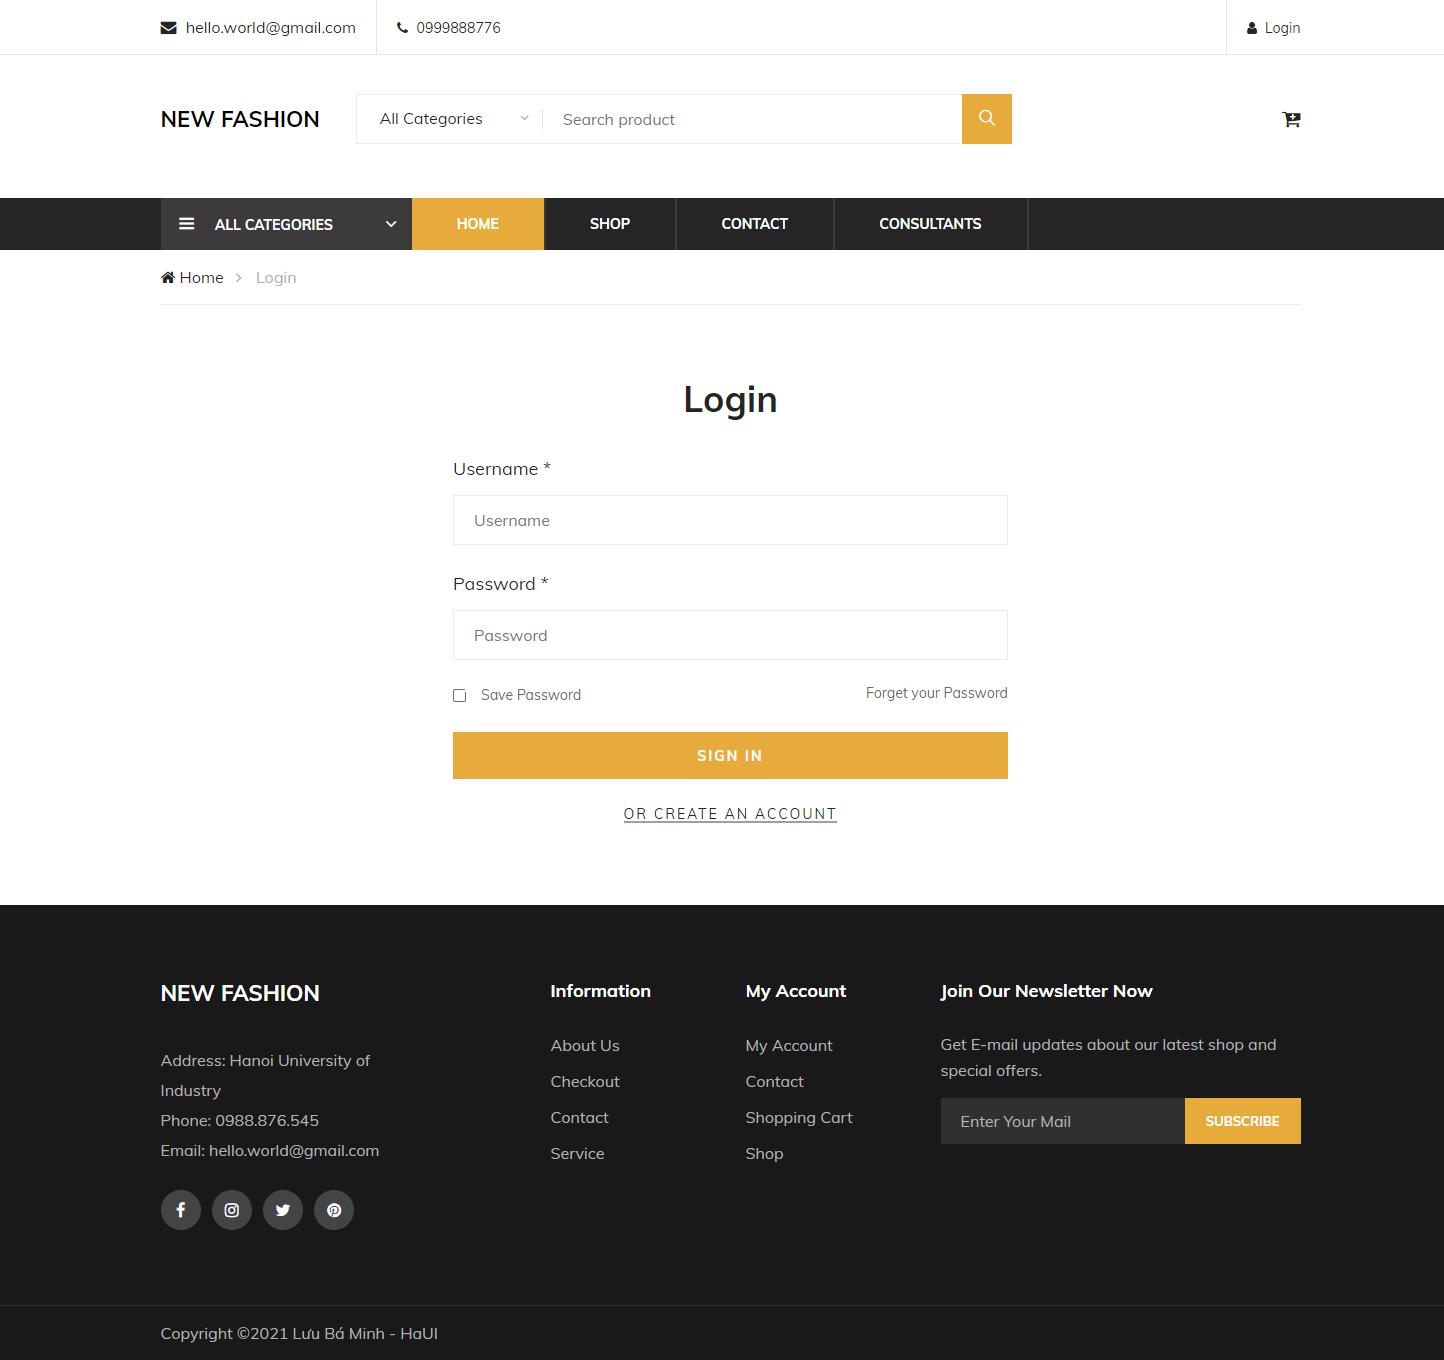 hello.world@gmail.com
0999888776
Login
NEW FASHION
All Categories
Search product
ALL CATEGORIES
HOME
SHOP
CONTACT
CONSULTANTS
Home
Login
Login
Username *
Username
Password *
Password
Save Password
Forget your Password
SIGN IN
OR CREATE AN ACCOUNT
NEW FASHION
Address: Hanoi University of
Industry
Phone: 0988.876.545
Email: hello.world@gmail.com
Information
About Us
Checkout
Contact
Service
My Account
My Account
Contact
Shopping Cart
Shop
Join Our Newsletter Now
Get E-mail updates about our latest shop and
special offers.
Enter Your Mail
SUBSCRIBE
Copyright ©2021 Lưu Bá Minh - HaUI